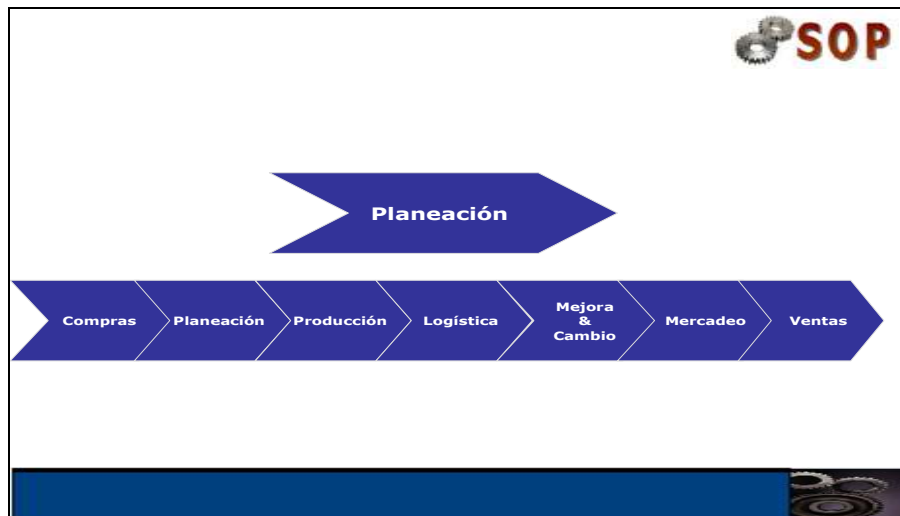 SOP
Planeación
Compras
Planeación
Producción
Logística
Mejora
&
Cambio
Mercadeo
Ventas